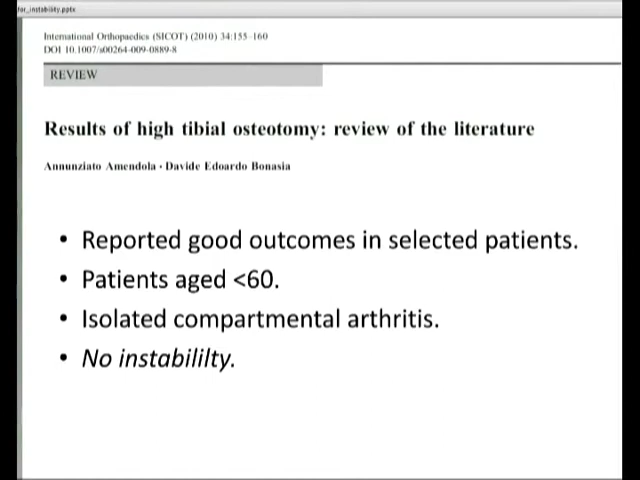 for_instability.pptx
International Orthopaedics (SICOT) (2010) 34:155–160
DOI 10.1007/s00264-009-0889-8
REVIEW
Results of high tibial osteotomy: review of the literature
Annunziato Amendola · Davide Edoardo Bonasia
• Reported good outcomes in selected patients.
• Patients aged <60.
• Isolated compartmental arthritis.
• No instabililty.